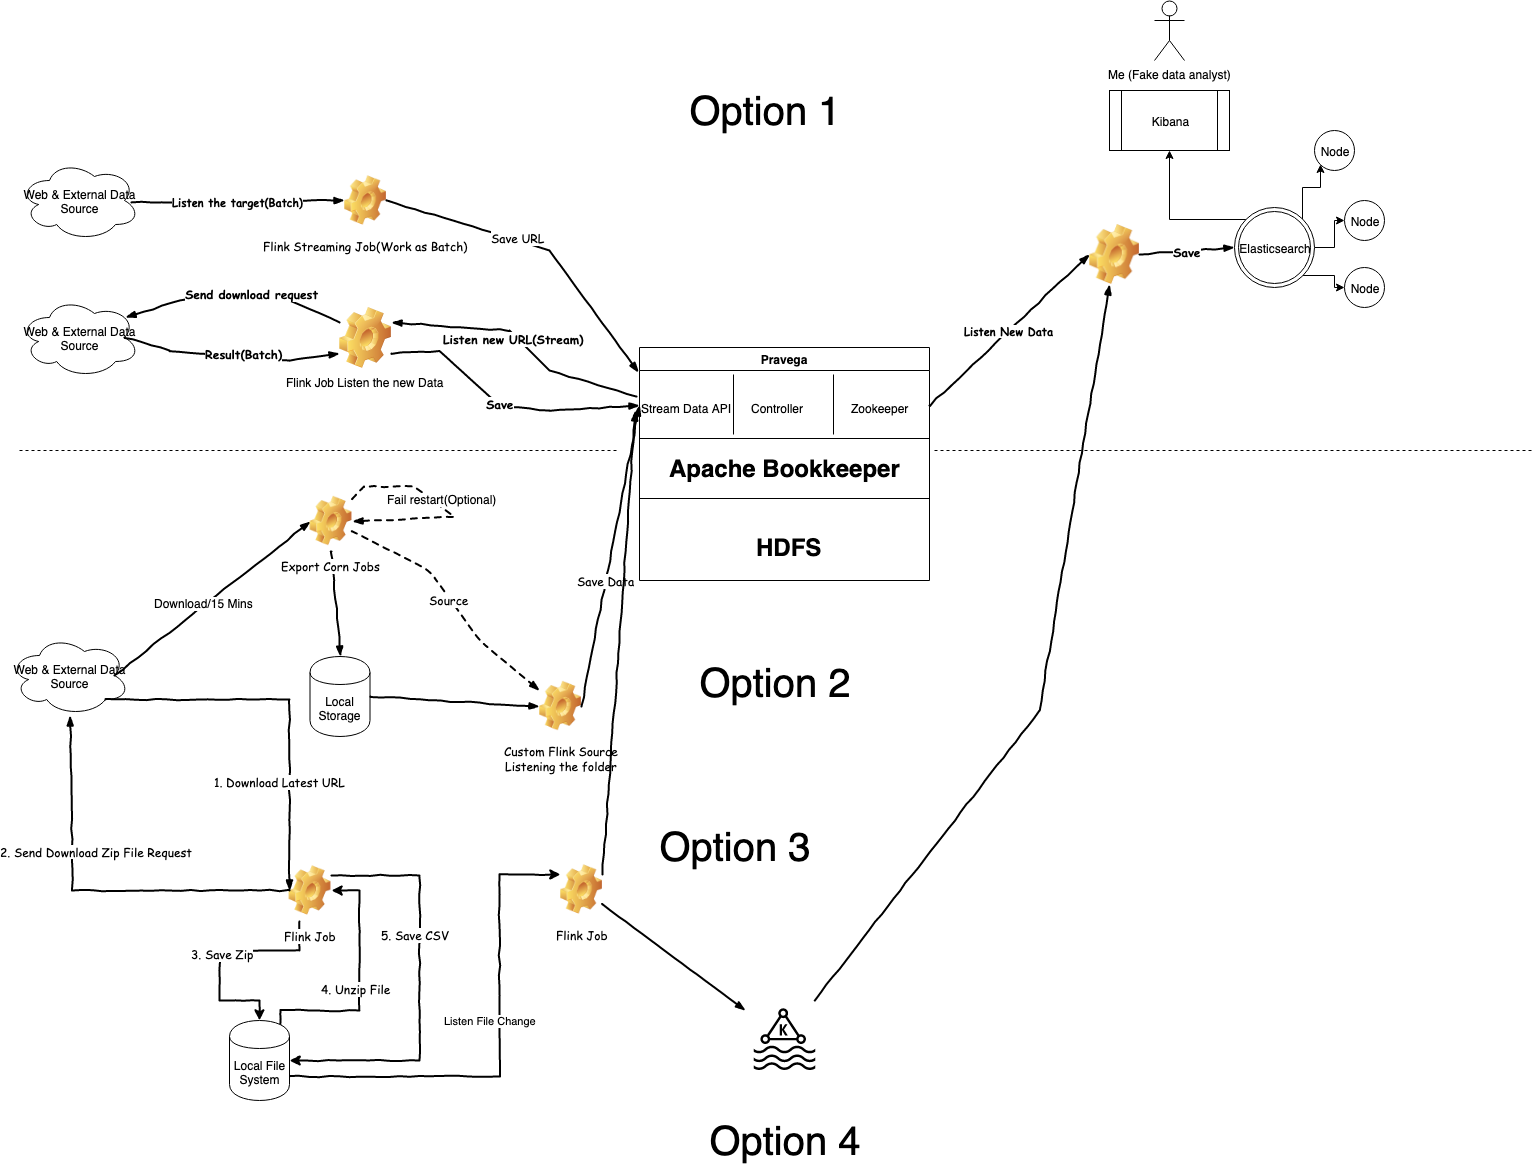 Me (Fake data analyst)
Kibana
Option 1
Node
Node
Node
Elasticsearch
Save
Web & External Data
Source
Listen the target(Batch)
Flink Streaming Job(Work as Batch)
Save URL
Send download request
Web & External Data
Source
Result(Batch)
Listen new URL(Stream)
Flink Job Listen the new Data
Save
Listen New Data
Pravega
Stream Data API
Controller
Zookeeper
Apache Bookkeeper
HDFS
Fail restart(Optional)
Export Corn Jobs
Download/15 Mins
Source
Save Data
Web & External Data
Source
Local
Storage
Option 2
Custom Flink Source
Listening the folder
1. Download Latest URL
2. Send Download Zip File Request
Option 3
Flink Job
5. Save CSV
Flink Job
3. Save Zip
4. Unzip File
Listen File Change
K
Local File
System
Option 4